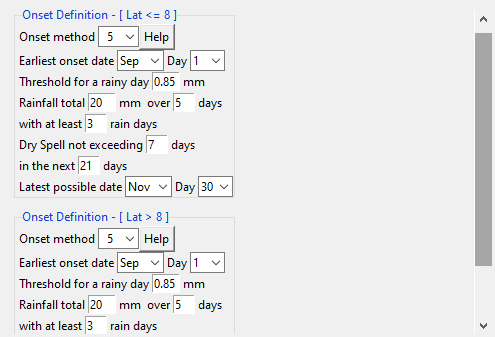 Onset Definition - [ Lat <= 8 ]
Onset method 5 Help
Earliest onset date Sep Day 1
Threshold for a rainy day 0.85 mm
Rainfall total 20 mm over 5 days
with at least 3 rain days
Dry Spell not exceeding 7 days
in the next 21 days
Latest possible date Nov Day 30
Onset Definition - [ Lat > 8 ]
Onset method 5 Help
Earliest onset date Sep Day 1
Threshold for a rainy day 0.85 mm
Rainfall total 20 mm over 5 days
with at least 3 rain days